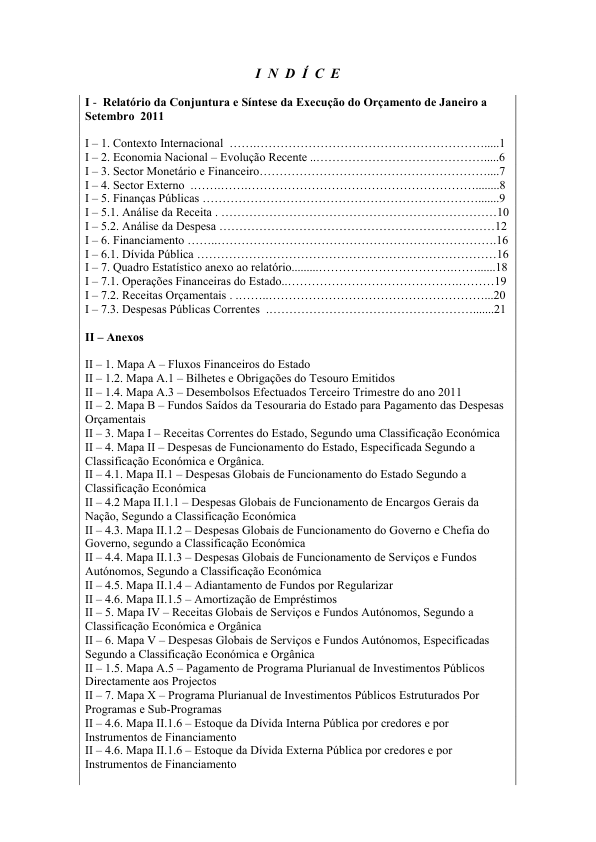 I N D Í C E
I - Relatório da Conjuntura e Síntese da Execução do Orçamento de Janeiro a
Setembro 2011
I – 1. Contexto Internacional ……………………………………………………….....1
I – 2. Economia Nacional – Evolução Recente ..…………………………………….....6
I – 3. Sector Monetário e Financeiro…………………………………………………....7
I – 4. Sector Externo ……………………………………………………………........8
I – 5. Finanças Públicas …………………………………………………………........9
I – 5.1. Análise da Receita . ……………………………………………………………10
I – 5.2. Análise da Despesa ……………………………………………………………12
I – 6. Financiamento ……..…………………………………………………………….16
I – 6.1. Dívida Pública …………………………………………………………………16
I – 7. Quadro Estatístico anexo ao relatório.........…………………………….…….......18
I – 7.1. Operações Financeiras do Estado..…………………………………….………19
I – 7.2. Receitas Orçamentais . ……..………………………………………………...20
I – 7.3. Despesas Públicas Correntes …………………………………………….......21
II – Anexos
II – 1. Mapa A – Fluxos Financeiros do Estado
II – 1.2. Mapa A.1 – Bilhetes e Obrigações do Tesouro Emitidos
II – 1.4. Mapa A.3 – Desembolsos Efectuados Terceiro Trimestre do ano 2011
II – 2. Mapa B – Fundos Saídos da Tesouraria do Estado para Pagamento das Despesas
Orçamentais
II – 3. Mapa I – Receitas Correntes do Estado, Segundo uma Classificação Económica
II – 4. Mapa II – Despesas de Funcionamento do Estado, Especificada Segundo a
Classificação Económica e Orgânica.
II – 4.1. Mapa II.1 – Despesas Globais de Funcionamento do Estado Segundo a
Classificação Económica
II – 4.2 Mapa II.1.1 – Despesas Globais de Funcionamento de Encargos Gerais da
Nação, Segundo a Classificação Económica
II – 4.3. Mapa II.1.2 – Despesas Globais de Funcionamento do Governo e Chefia do
Governo, segundo a Classificação Económica
II – 4.4. Mapa II.1.3 – Despesas Globais de Funcionamento de Serviços e Fundos
Autónomos, Segundo a Classificação Económica
II – 4.5. Mapa II.1.4 – Adiantamento de Fundos por Regularizar
II – 4.6. Mapa II.1.5 – Amortização de Empréstimos
II – 5. Mapa IV – Receitas Globais de Serviços e Fundos Autónomos, Segundo a
Classificação Económica e Orgânica
II – 6. Mapa V – Despesas Globais de Serviços e Fundos Autónomos, Especificadas
Segundo a Classificação Económica e Orgânica
II – 1.5. Mapa A.5 – Pagamento de Programa Plurianual de Investimentos Públicos
Directamente aos Projectos
II – 7. Mapa X – Programa Plurianual de Investimentos Públicos Estruturados Por
Programas e Sub-Programas
II – 4.6. Mapa II.1.6 – Estoque da Dívida Interna Pública por credores e por
Instrumentos de Financiamento
II – 4.6. Mapa II.1.6 – Estoque da Dívida Externa Pública por credores e por
Instrumentos de Financiamento